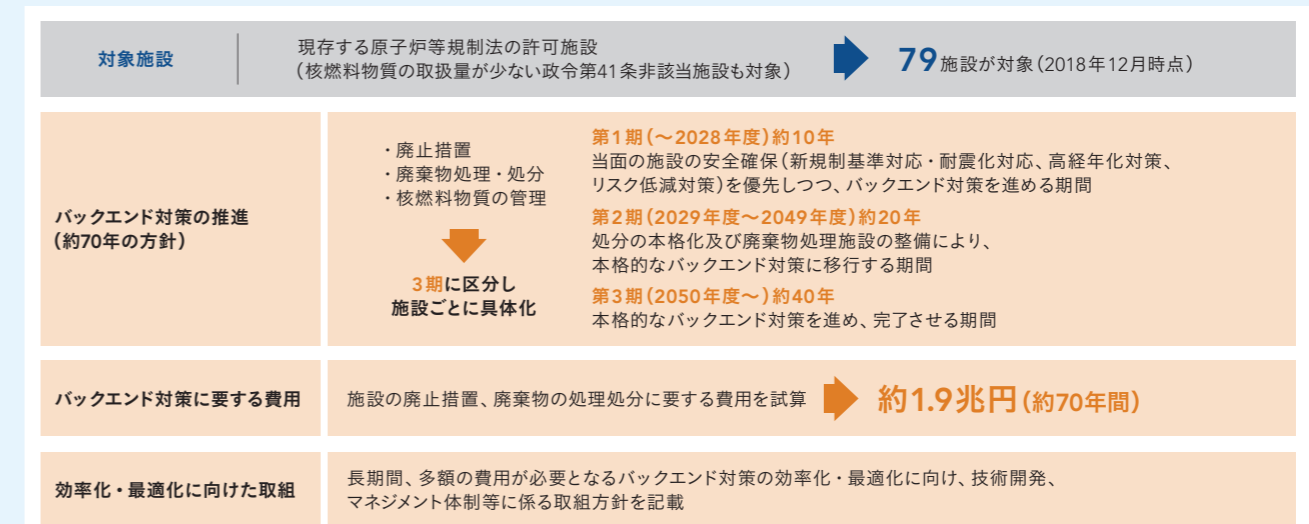 対象施設
現存する原子炉等規制法の許可施設
(核燃料物質の取扱量が少ない政令第41条非該当施設も対象)
79施設が対象(2018年12月時点)
バックエンド対策の推進
(約70年の方針)
・廃止措置
・廃棄物処理・処分
・核燃料物質の管理
3期に区分し
施設ごとに具体化
第1期(~2028年度)約10年
当面の施設の安全確保(新規制基準対応・耐震化対応、高経年化対策、
リスク低減対策)を優先しつつ、バックエンド対策を進める期間
第2期(2029年度~2049年度)約20年
処分の本格化及び廃棄物処理施設の整備により、
本格的なバックエンド対策に移行する期間
第3期(2050年度~)約40年
本格的なバックエンド対策を進め、完了させる期間
バックエンド対策に要する費用
施設の廃止措置、廃棄物の処理処分に要する費用を試算
約1.9兆円(約70年間)
効率化・最適化に向けた取組
長期間、多額の費用が必要となるバックエンド対策の効率化・最適化に向け、技術開発、
マネジメント体制等に係る取組方針を記載